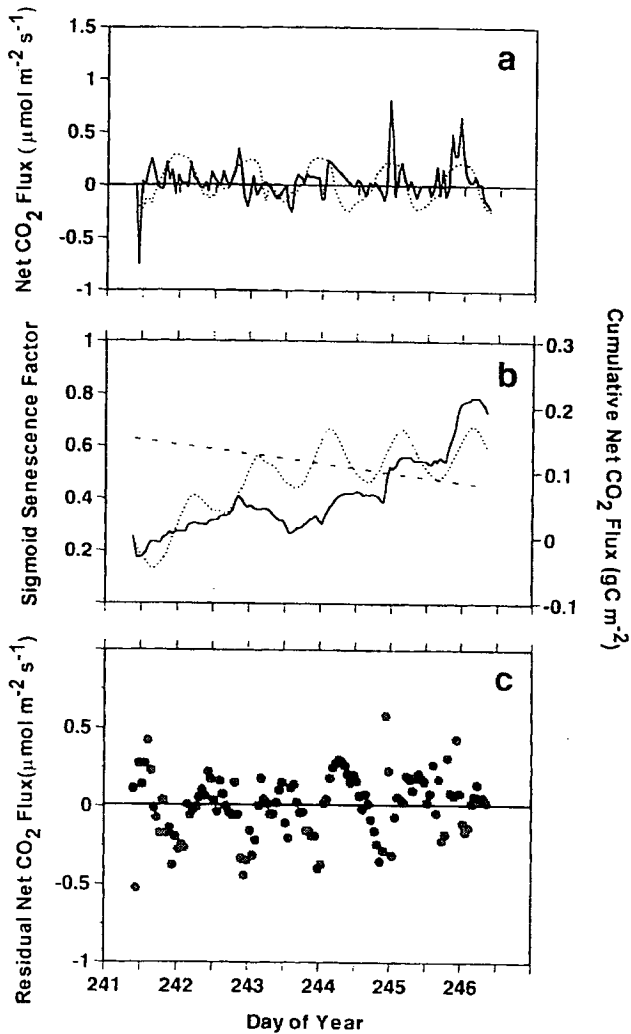 Net CO2 Flux ( μmol m-2 s-1)
1.5
1
0.5
0
-0.5
-1
a
Sigmoid Senescence Factor
1
0.8
0.6
0.4
0.2
b
0.3
0.2
0.1
0
-0.1
Cumulative Net CO2 Flux (gC m-2)
Residual Net CO2 Flux(μmol m-2 s-1)
0.5
0
-0.5
-1
c
241 242 243 244 245 246
Day of Year